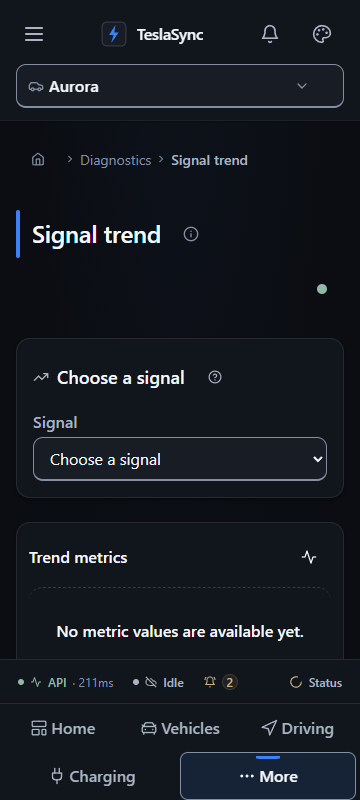 TeslaSync
Aurora
Diagnostics Signal trend
Signal trend
Choose a signal
Signal
Choose a signal
Trend metrics
No metric values are available yet.
API · 211ms Idle 2 Status
Home Vehicles Driving
Charging More